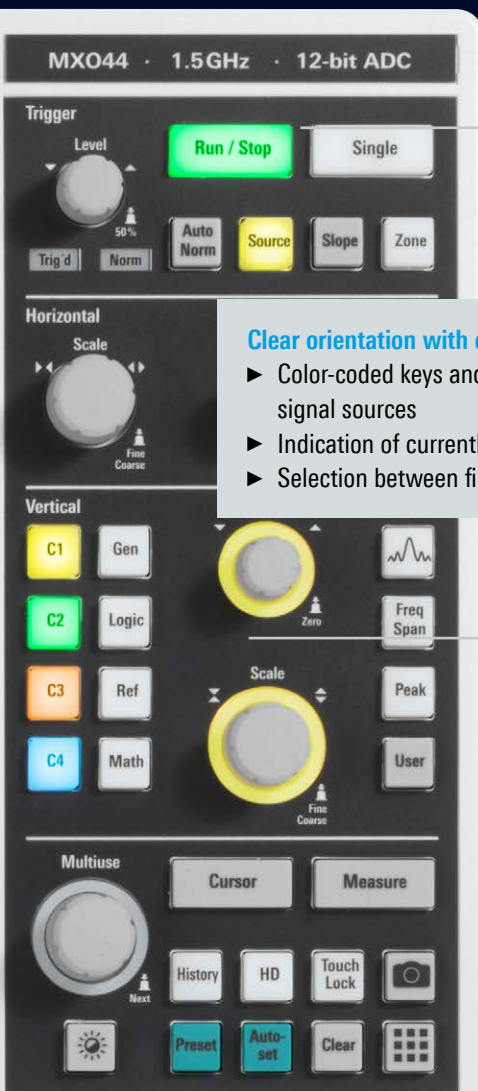 MXO44 · 1.5GHz · 12-bit ADC
Trigger
Level
Run / Stop
Single
50%
Trig'd
Norm
Auto
Norm
Source
Slope
Zone
Horizontal
Scale
Fine
Coarse
Clear orientation with
► Color-coded keys and
signal sources
► Indication of currentl
► Selection between fi
Vertical
C1
Gen
Zero
C2
Logic
Freq
Span
C3
Ref
Scale
Peak
C4
Math
Fine
Coarse
User
Multiuse
Cursor
Measure
Next
History
HD
Touch
Lock
Preset
Auto-
set
Clear